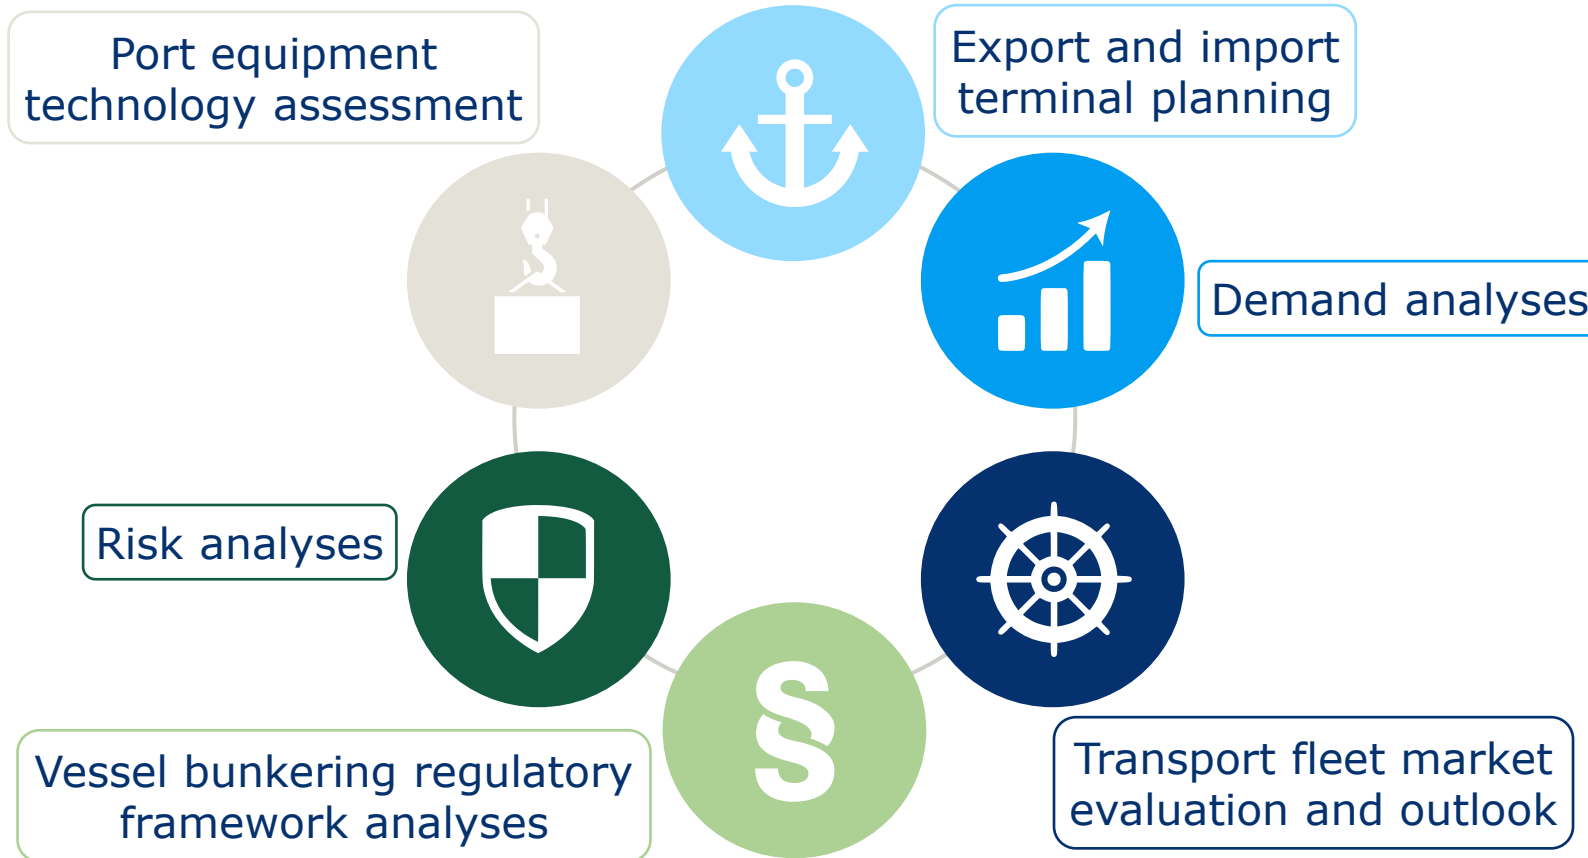 Port equipment
technology assessment
Export and import
terminal planning
Demand analyses
Risk analyses
Vessel bunkering regulatory
framework analyses
§
Transport fleet market
evaluation and outlook